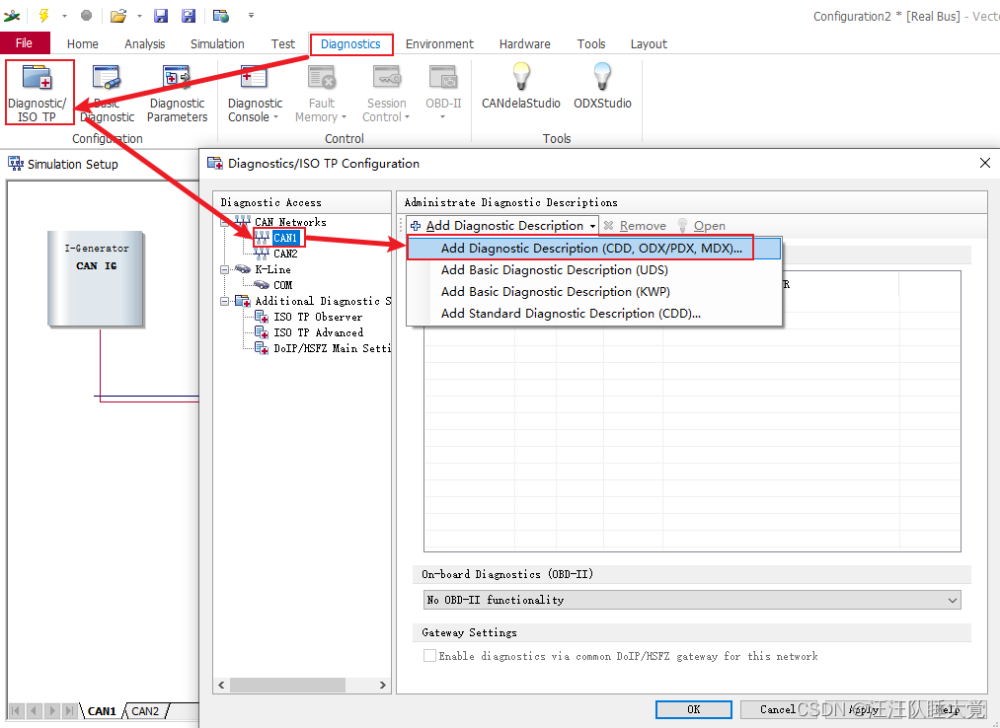 Configuration2 * [Real Bus] - Vecto
File Home Analysis Simulation Test Diagnostics Environment Hardware Tools Layout
Diagnostic/ Basic Diagnostic Diagnostic Fault Session OBD-II CANdelaStudio ODXStudio
ISO TP Diagnostic Parameters Console Memory Control
Configuration Control Tools
Simulation Setup
Diagnostics/ISO TP Configuration
Diagnostic Access
CAN Networks
CAN1
CAN2
K-Line
COM
Additional Diagnostic S
ISO TP Observer
ISO TP Advanced
DoIP/HSFZ Main Setti
Administrate Diagnostic Descriptions
Add Diagnostic Description Remove Open
Add Diagnostic Description (CDD, ODX/PDX, MDX)...
Add Basic Diagnostic Description (UDS)
Add Basic Diagnostic Description (KWP)
Add Standard Diagnostic Description (CDD)...
R
I-Generator
CAN IG
On-board Diagnostics (OBD-II)
No OBD-II functionality
Gateway Settings
Enable diagnostics via common DoIP/HSFZ gateway for this network
CAN1 CAN2
OK Cancel Apply Help
CSDN @汪汪队睡大觉